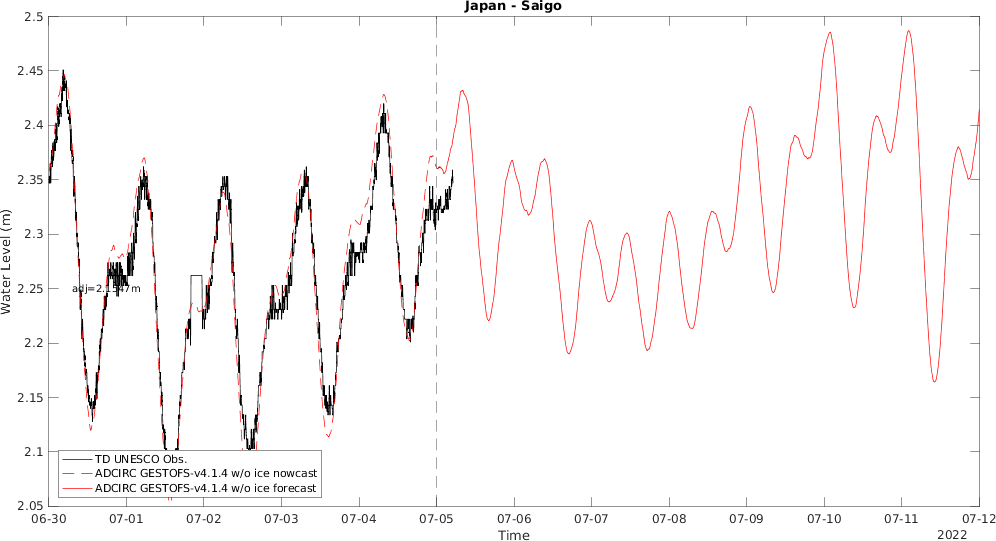 Japan - Saigo
2.5
2.45
2.4
2.35
2.3
2.25
2.2
2.15
2.1
2.05
Water Level (m)
adj=2.1547m
TD UNESCO Obs.
ADCIRC GESTOFS-v4.1.4 w/o ice nowcast
ADCIRC GESTOFS-v4.1.4 w/o ice forecast
06-30 07-01 07-02 07-03 07-04 07-05 07-06 07-07 07-08 07-09 07-10 07-11 07-12
Time
2022